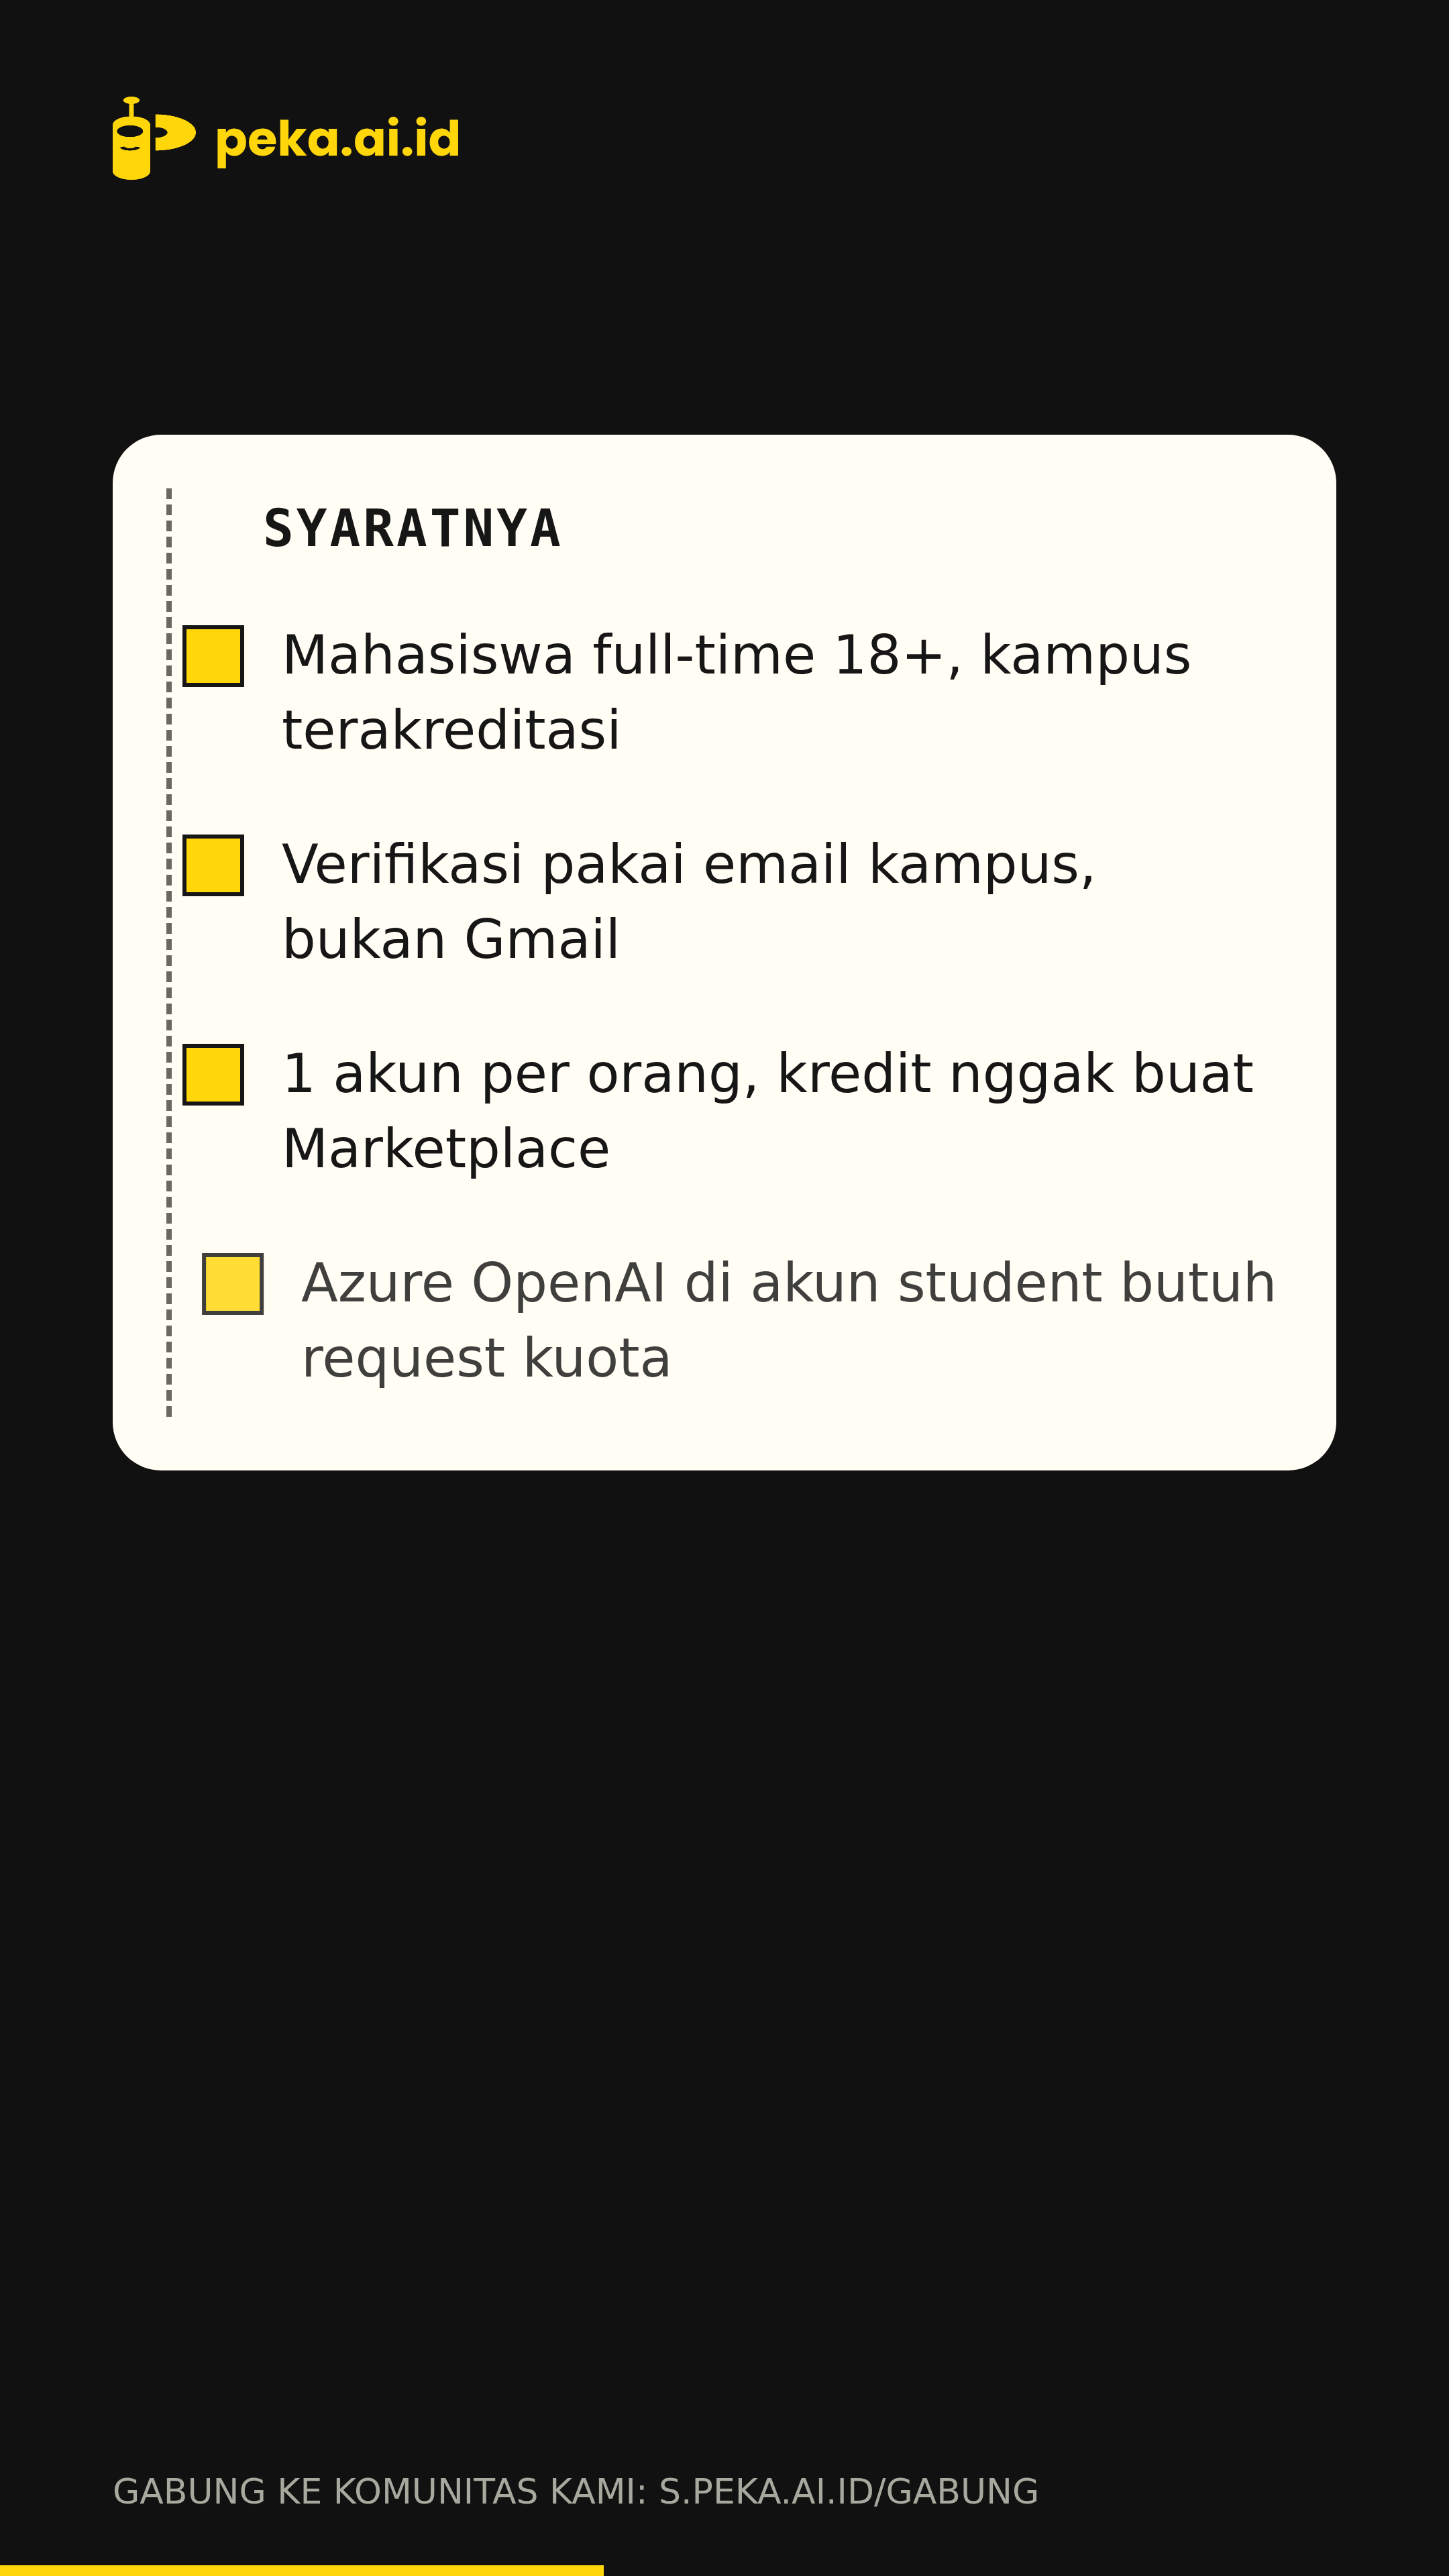 peka.ai.id
SYARATNYA
Mahasiswa full-time 18+, kampus
terakreditasi
Verifikasi pakai email kampus,
bukan Gmail
1 akun per orang, kredit nggak buat
Marketplace
Azure OpenAI di akun student butuh
request kuota
GABUNG KE KOMUNITAS KAMI: S.PEKA.AI.ID/GABUNG